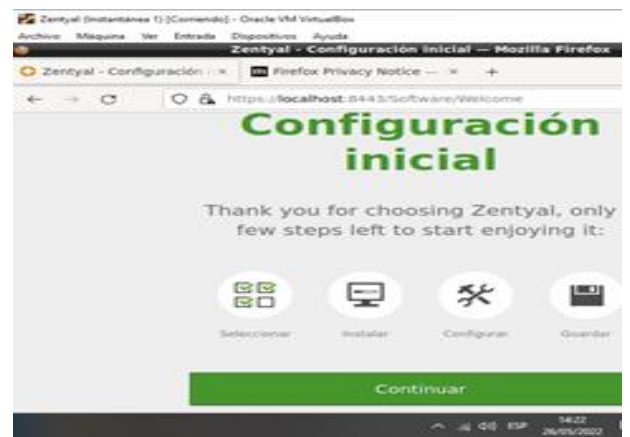 Zentyal (Instantánea 1) [Corriendo] - Oracle VM VirtualBox
Archivo Máquina Ver Entrada Dispositivos Ayuda
Zentyal - Configuración inicial — Mozilla Firefox
Zentyal - Configuración Firefox Privacy Notice —
https://localhost:8443/Software/Welcome
Configuración
inicial
Thank you for choosing Zentyal, only
few steps left to start enjoying it:
Seleccionar Instalar Configurar Guardar
Continuar
ESP 14:22
26/05/2022